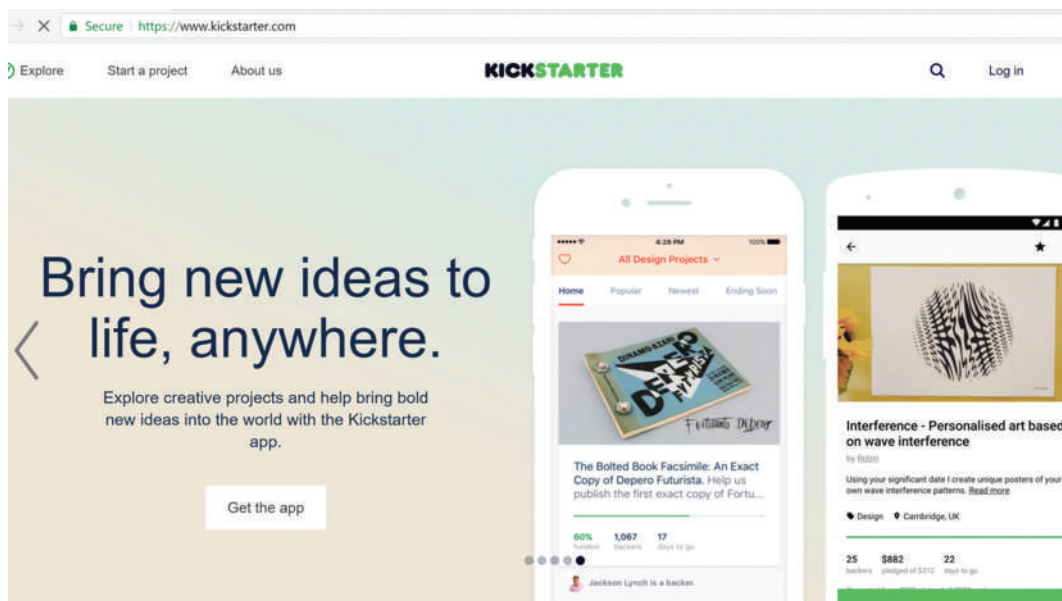 Secure https://www.kickstarter.com
Explore Start a project About us KICKSTARTER Log in
Bring new ideas to
life, anywhere.
Explore creative projects and help bring bold
new ideas into the world with the Kickstarter
app.
Get the app
4:28 PM 100%
All Design Projects
Home Popular Newest Ending Soon
DINAMO-AZARI
DEPERO
FUTURISTA
Fortunato DEPERO
The Bolted Book Facsimile: An Exact
Copy of Depero Futurista. Help us
publish the first exact copy of Fortu...
60% 1,067 17
funded backers days to go
Jackson Lynch is a backer.
Interference - Personalised art based
on wave interference
by Robin
Using your significant date I create unique posters of your
own wave interference patterns. Read more
Design Cambridge, UK
25 $882 22
backers pledged of $312 days to go